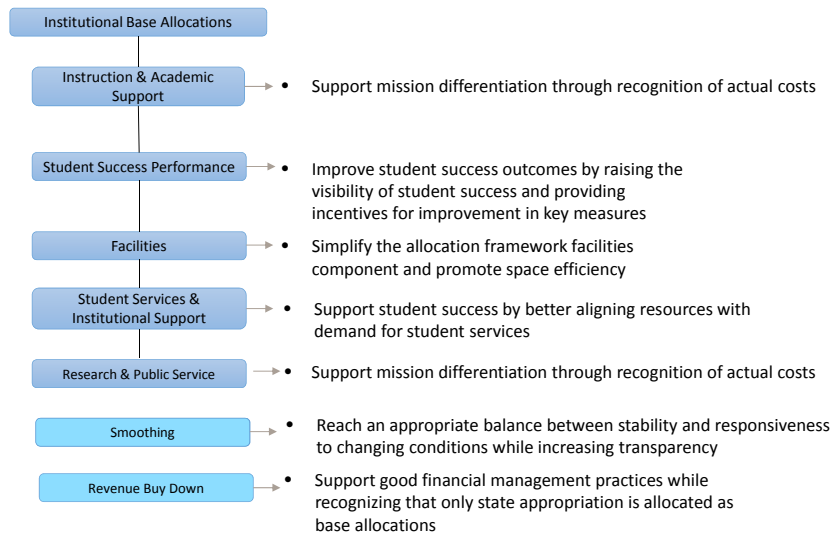 Institutional Base Allocations
Instruction & Academic
Support
• Support mission differentiation through recognition of actual costs
Student Success Performance
• Improve student success outcomes by raising the
visibility of student success and providing
incentives for improvement in key measures
Facilities
• Simplify the allocation framework facilities
component and promote space efficiency
Student Services &
Institutional Support
• Support student success by better aligning resources with
demand for student services
Research & Public Service
• Support mission differentiation through recognition of actual costs
Smoothing
• Reach an appropriate balance between stability and responsiveness
to changing conditions while increasing transparency
Revenue Buy Down
• Support good financial management practices while
recognizing that only state appropriation is allocated as
base allocations